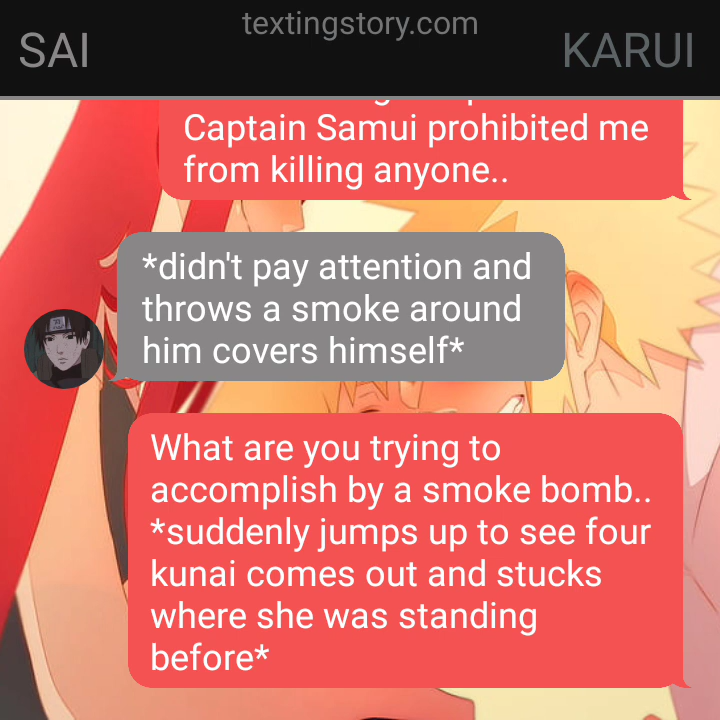 textingstory.com
SAI
KARUI
Captain Samui prohibited me
from killing anyone..
*didn't pay attention and
throws a smoke around
him covers himself*
What are you trying to
accomplish by a smoke bomb..
*suddenly jumps up to see four
kunai comes out and stucks
where she was standing
before*